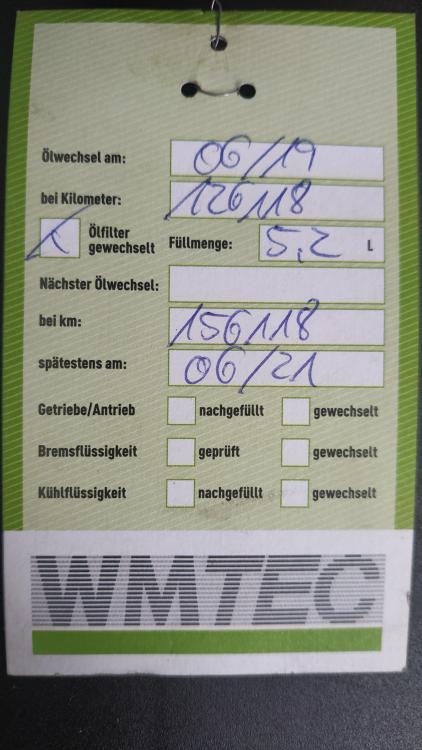 Ölwechsel am: 06/19
bei Kilometer: 126118
X Ölfilter
gewechselt Füllmenge: 5,2 L
Nächster Ölwechsel:
bei km: 156118
spätestens am: 06/21
Getriebe/Antrieb nachgefüllt gewechselt
Bremsflüssigkeit geprüft gewechselt
Kühlflüssigkeit nachgefüllt gewechselt
WMTEC